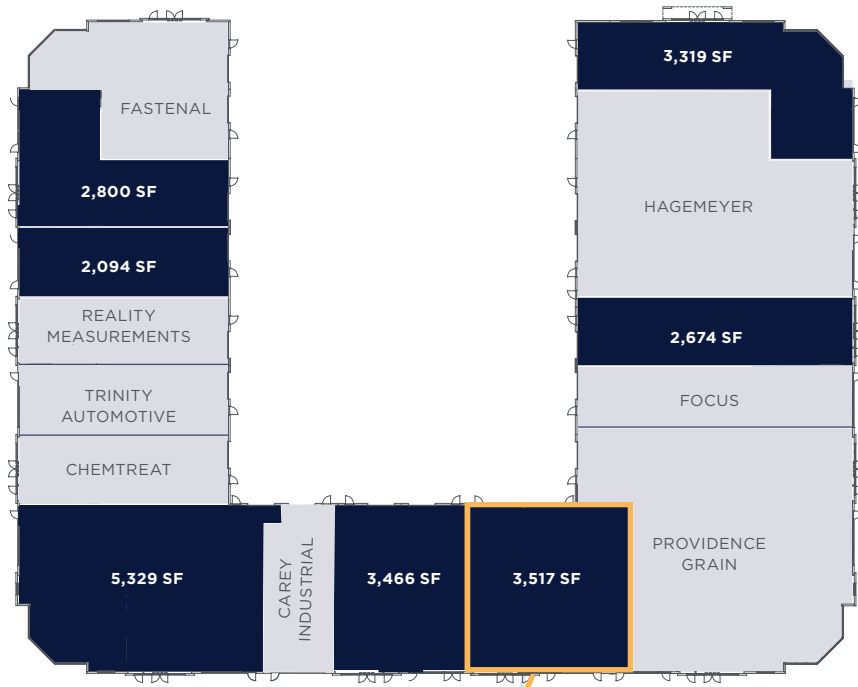 FASTENAL
2,800 SF
2,094 SF
REALITY
MEASUREMENTS
TRINITY
AUTOMOTIVE
CHEMTREAT
5,329 SF
CAREY
INDUSTRIAL
3,466 SF
3,517 SF
3,319 SF
HAGEMEYER
2,674 SF
FOCUS
PROVIDENCE
GRAIN